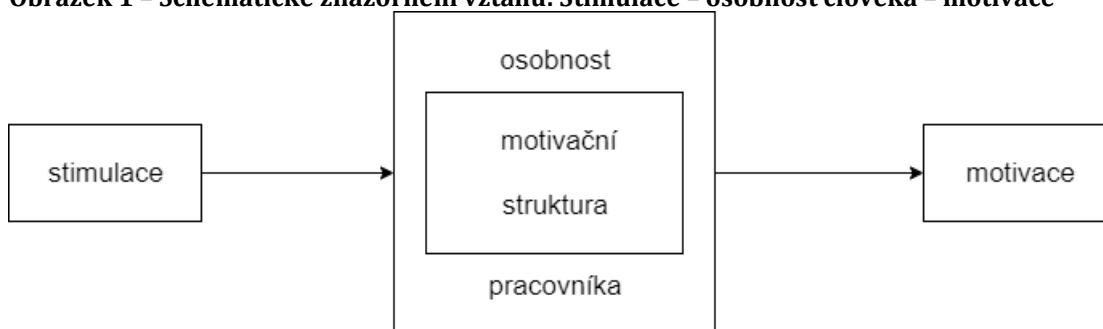 Obrázek 1 – Schematické znázornění vztahu: Stimulace – osobnost člověka – motivace
osobnost
stimulace
motivační
struktura
motivace
pracovníka